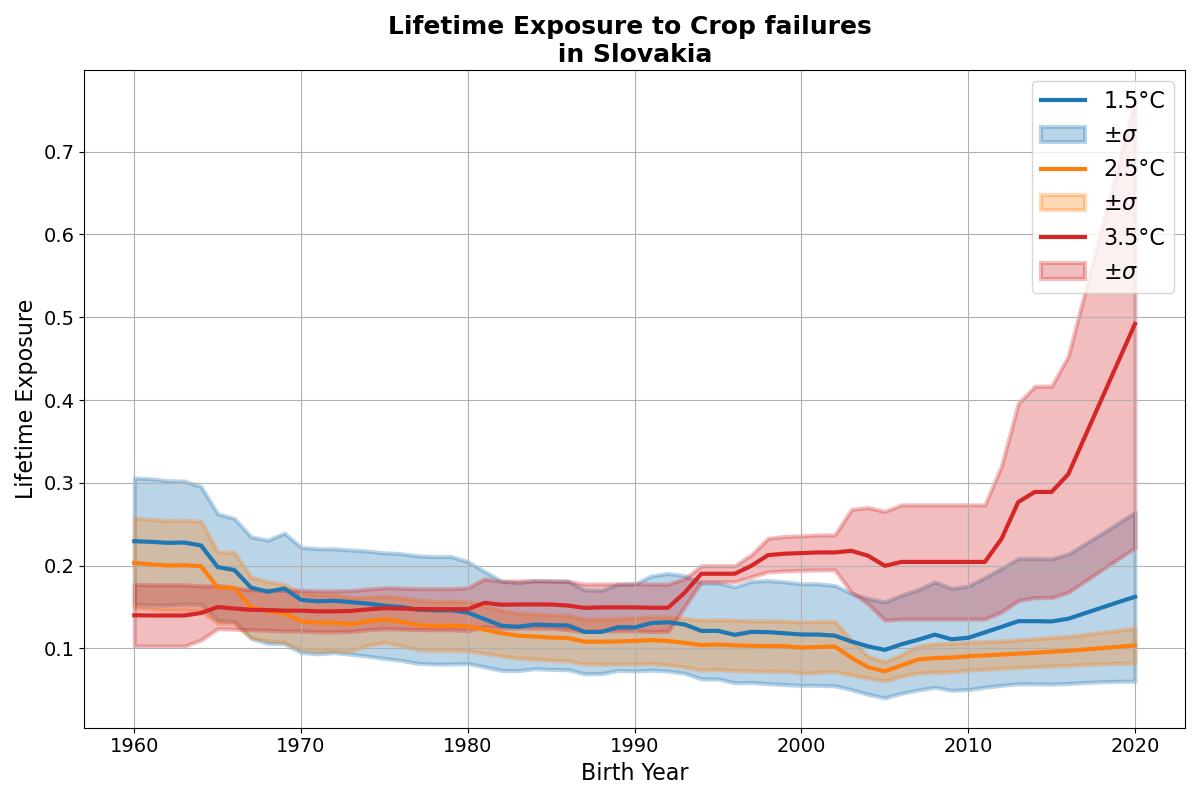 Lifetime Exposure to Crop failures
in Slovakia
1.5°C
±σ
2.5°C
±σ
3.5°C
±σ
Lifetime Exposure
0.7
0.6
0.5
0.4
0.3
0.2
0.1
1960 1970 1980 1990 2000 2010 2020
Birth Year